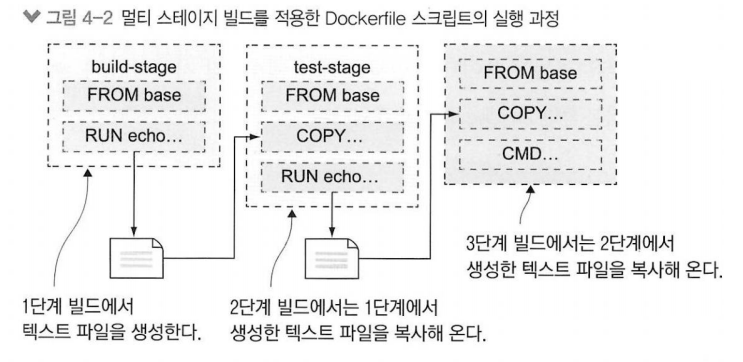 그림 4-2 멀티 스테이지 빌드를 적용한 Dockerfile 스크립트의 실행 과정
build-stage
FROM base
RUN echo…
test-stage
FROM base
COPY…
RUN echo…
FROM base
COPY…
CMD…
1단계 빌드에서
텍스트 파일을 생성한다.
2단계 빌드에서는 1단계에서
생성한 텍스트 파일을 복사해 온다.
3단계 빌드에서는 2단계에서
생성한 텍스트 파일을 복사해 온다.